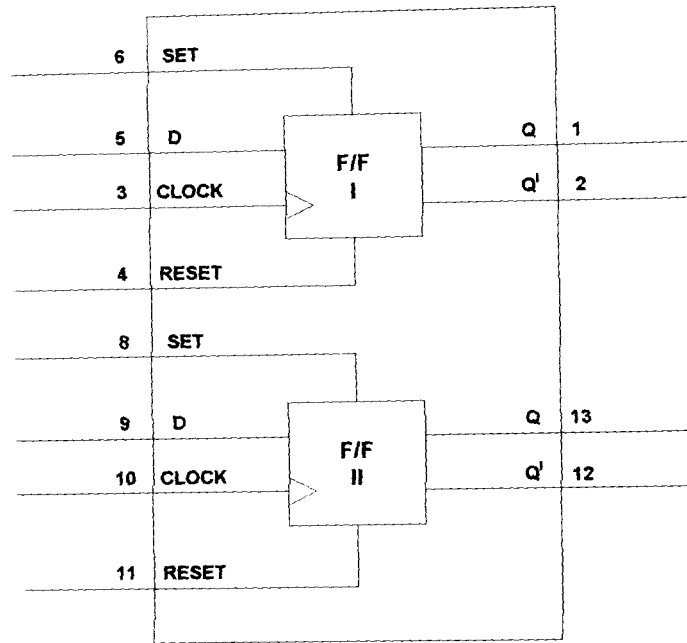 6 SET
5 D Q 1
F/F
I
3 CLOCK Q' 2
4 RESET
8 SET
9 D Q 13
F/F
II
10 CLOCK Q' 12
11 RESET